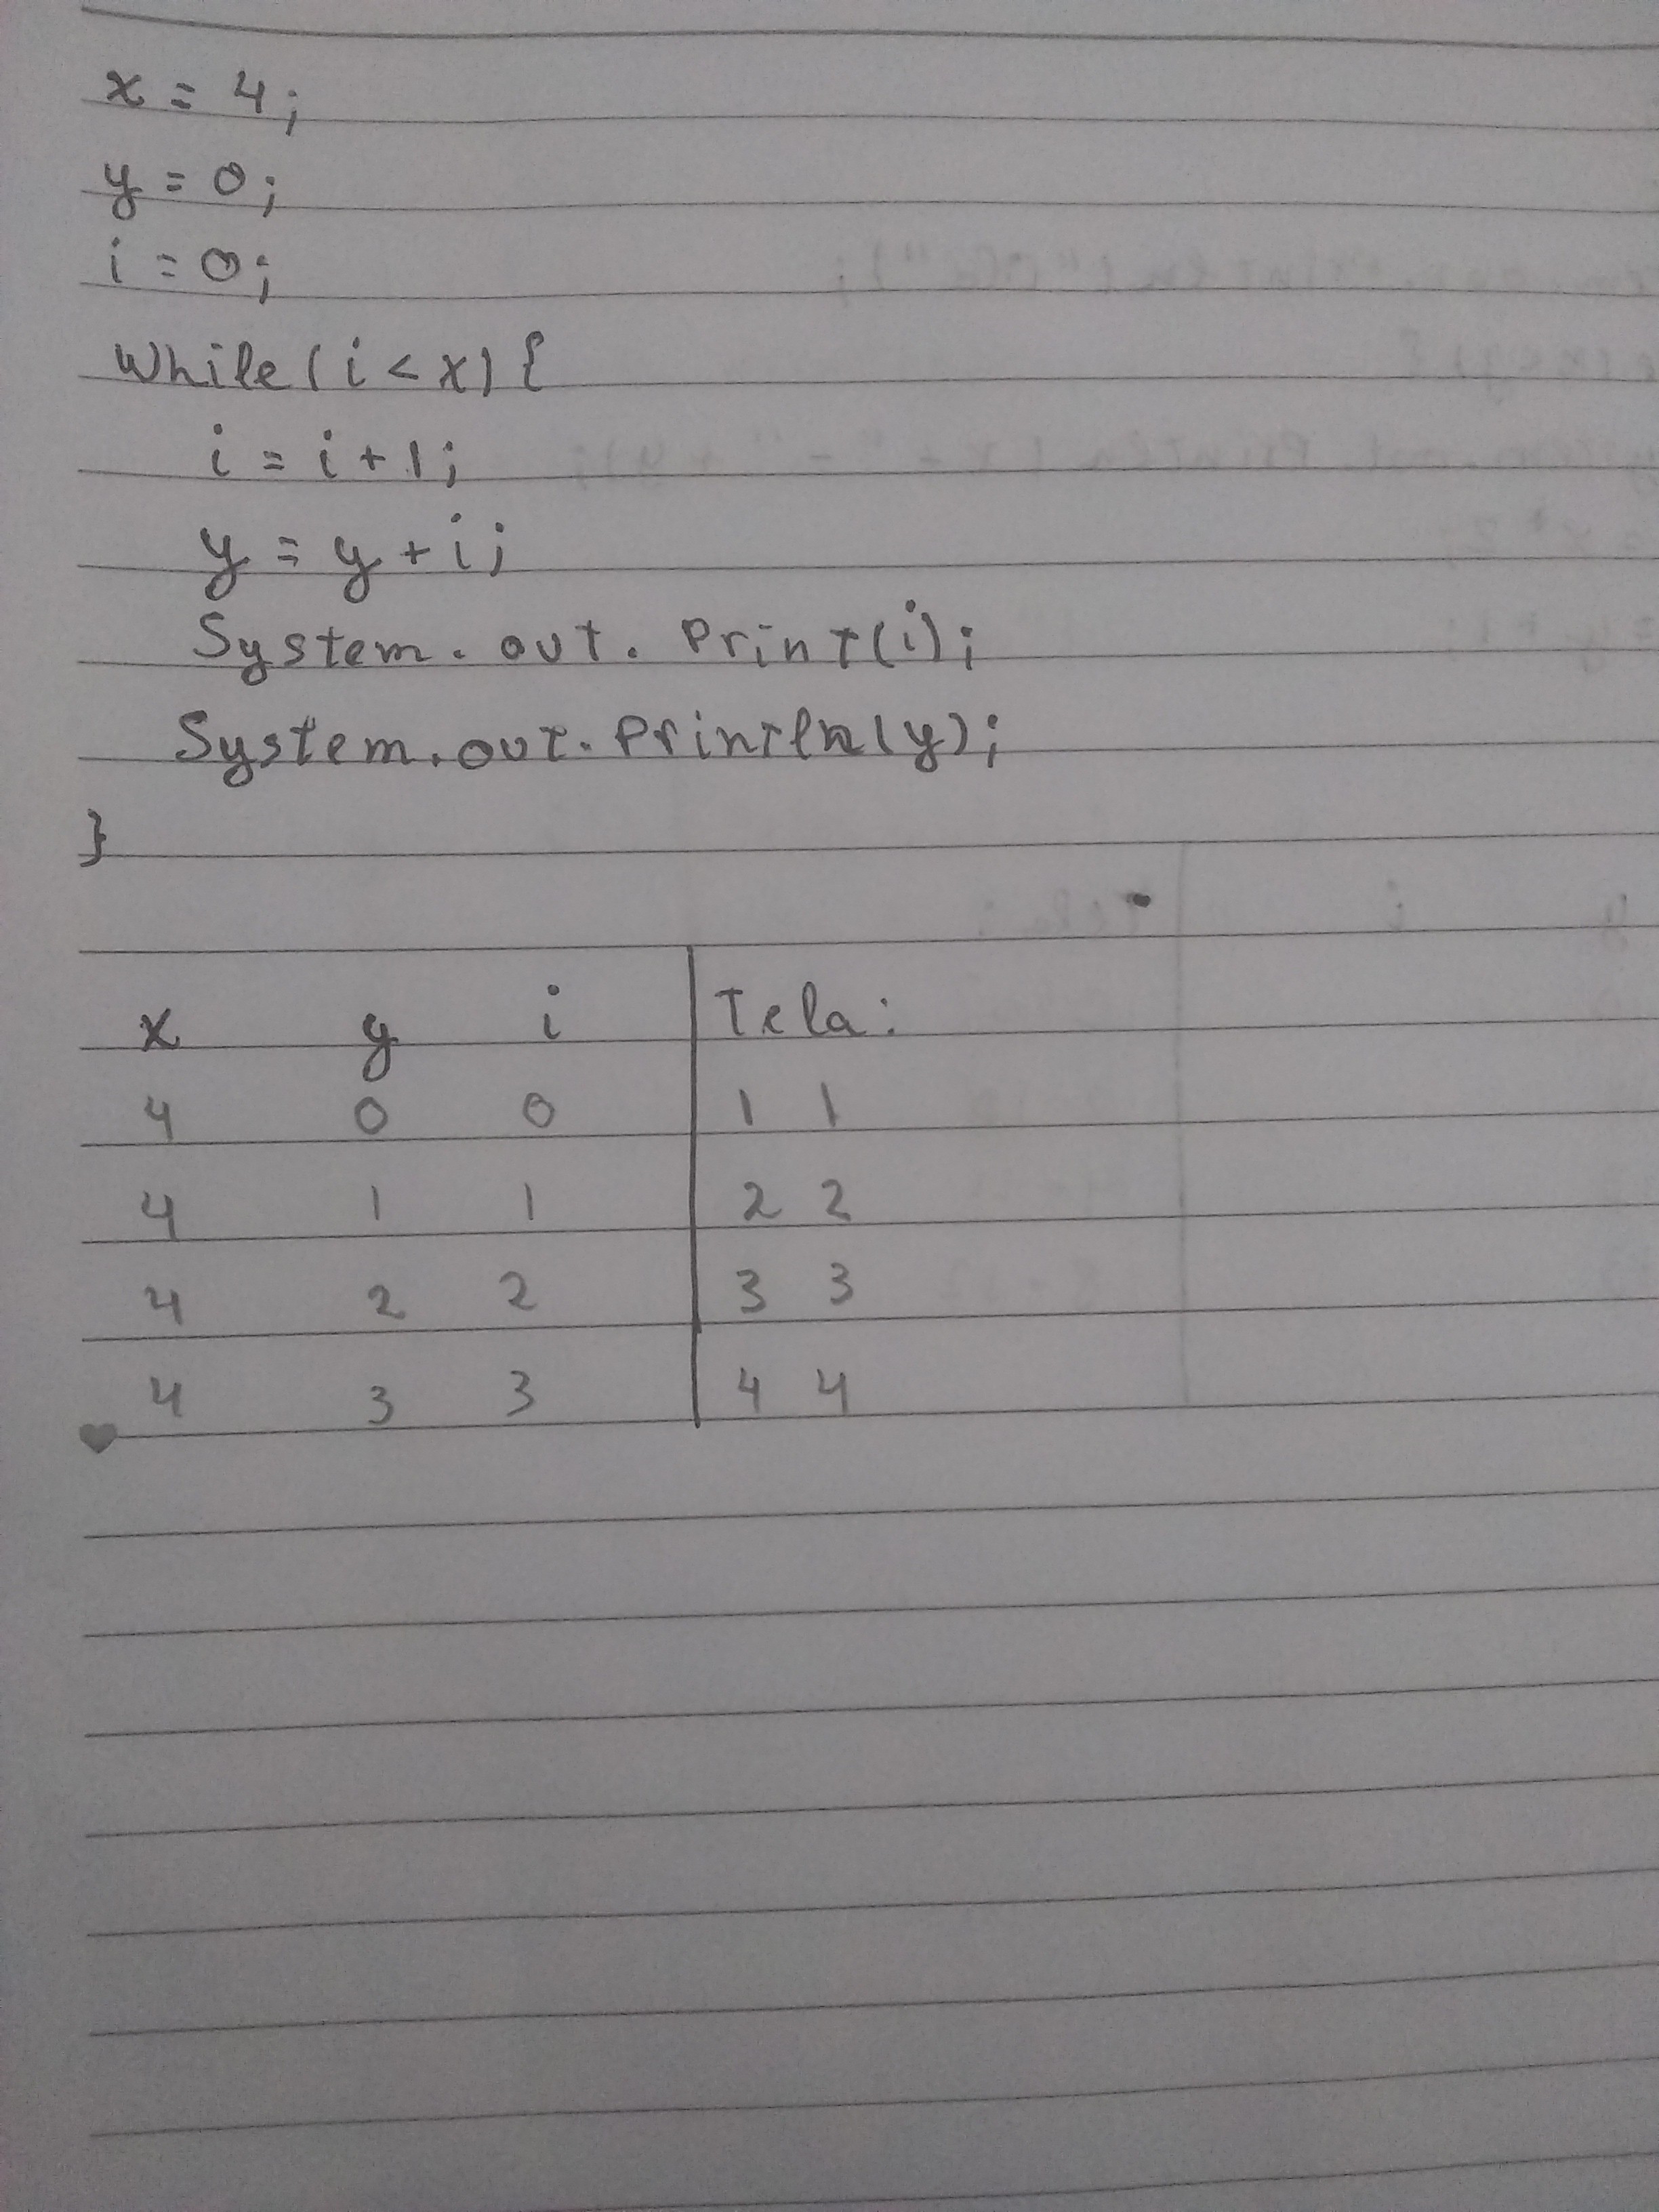 x = 4;
y = 0;
i = 0;
While(i < x) {
i = i + 1;
y = y + i;
System.out.Print(i);
System.out.Println(y);
}
x y i Tela:
4 0 0 1 1
4 1 1 2 2
4 2 2 3 3
4 3 3 4 4